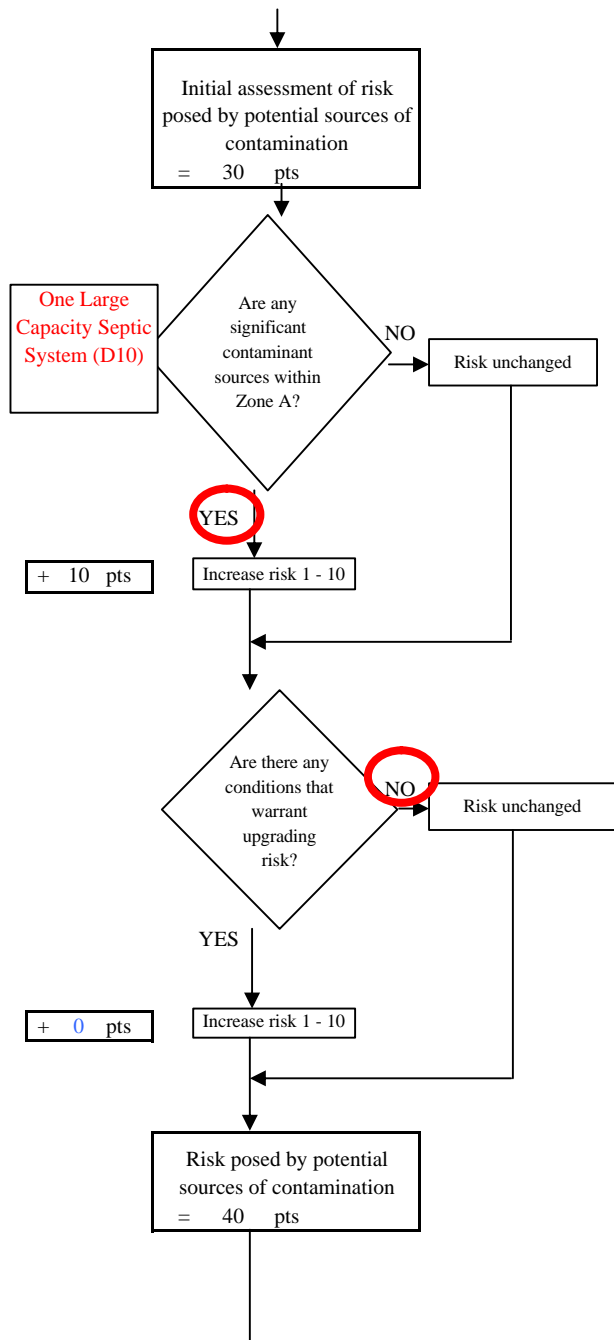 Initial assessment of risk
posed by potential sources of
contamination
= 30 pts
One Large
Capacity Septic
System (D10)
Are any
significant
contaminant
sources within
Zone A?
NO
Risk unchanged
YES
+ 10 pts
Increase risk 1 - 10
Are there any
conditions that
warrant
upgrading
risk?
NO
Risk unchanged
YES
+ 0 pts
Increase risk 1 - 10
Risk posed by potential
sources of contamination
= 40 pts